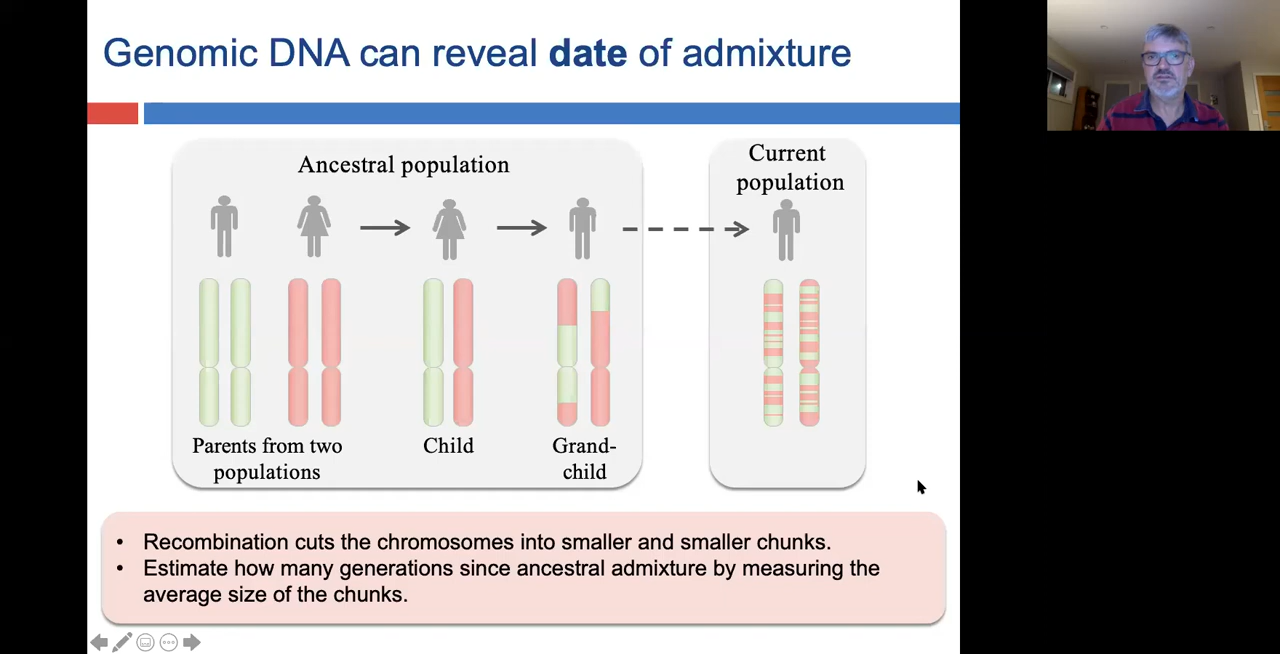 Genomic DNA can reveal date of admixture
Ancestral population
Current
population
Parents from two
populations
Child
Grand-
child
• Recombination cuts the chromosomes into smaller and smaller chunks.
• Estimate how many generations since ancestral admixture by measuring the
average size of the chunks.